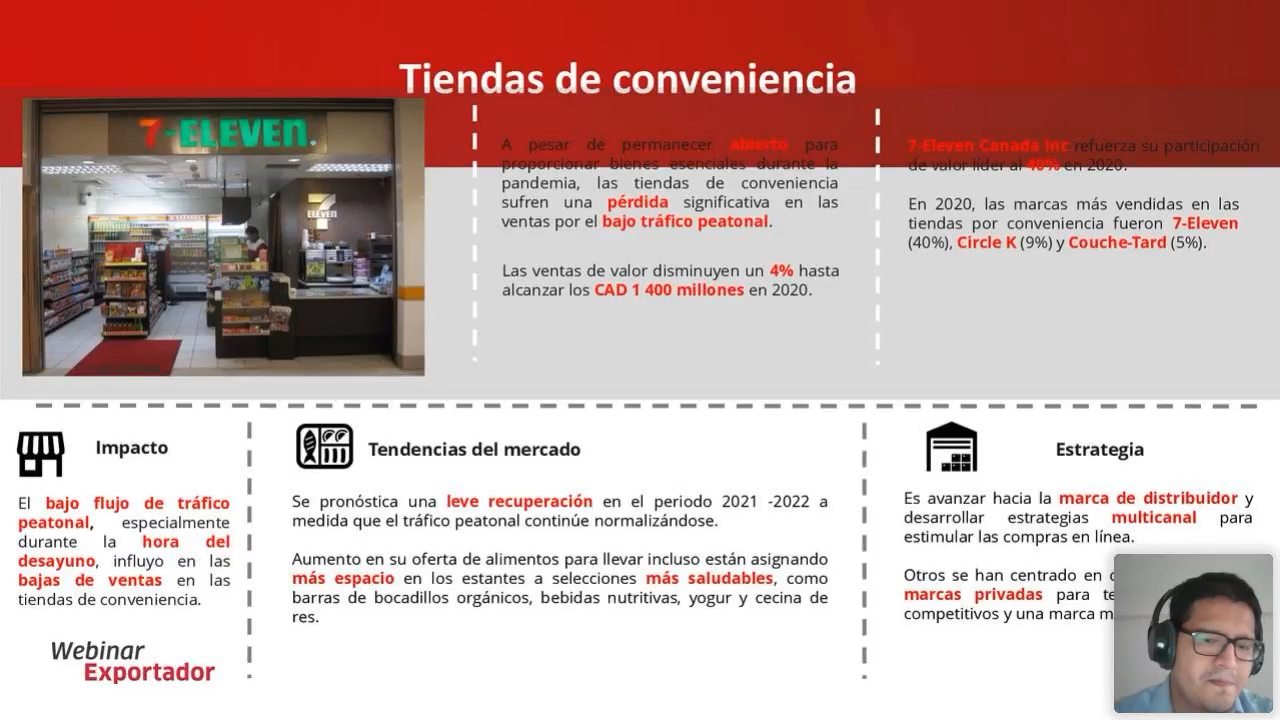 Tiendas de conveniencia
7-ELEVEN.
ELEVEN
A pesar de permanecer abierto para
proporcionar bienes esenciales durante la
pandemia, las tiendas de conveniencia
sufren una pérdida significativa en las
ventas por el bajo tráfico peatonal.
Las ventas de valor disminuyen un 4% hasta
alcanzar los CAD 1 400 millones en 2020.
7-Eleven Canada Inc refuerza su participación
de valor líder al 40% en 2020.
En 2020, las marcas más vendidas en las
tiendas por conveniencia fueron 7-Eleven
(40%), Circle K (9%) y Couche-Tard (5%).
Impacto
El bajo flujo de tráfico
peatonal, especialmente
durante la hora del
desayuno, influyo en las
bajas de ventas en las
tiendas de conveniencia.
Tendencias del mercado
Se pronóstica una leve recuperación en el periodo 2021 -2022 a
medida que el tráfico peatonal continúe normalizándose.
Aumento en su oferta de alimentos para llevar incluso están asignando
más espacio en los estantes a selecciones más saludables, como
barras de bocadillos orgánicos, bebidas nutritivas, yogur y cecina de
res.
Estrategia
Es avanzar hacia la marca de distribuidor y
desarrollar estrategias multicanal para
estimular las compras en línea.
Otros se han centrado en
marcas privadas para
competitivos y una marca
Webinar
Exportador